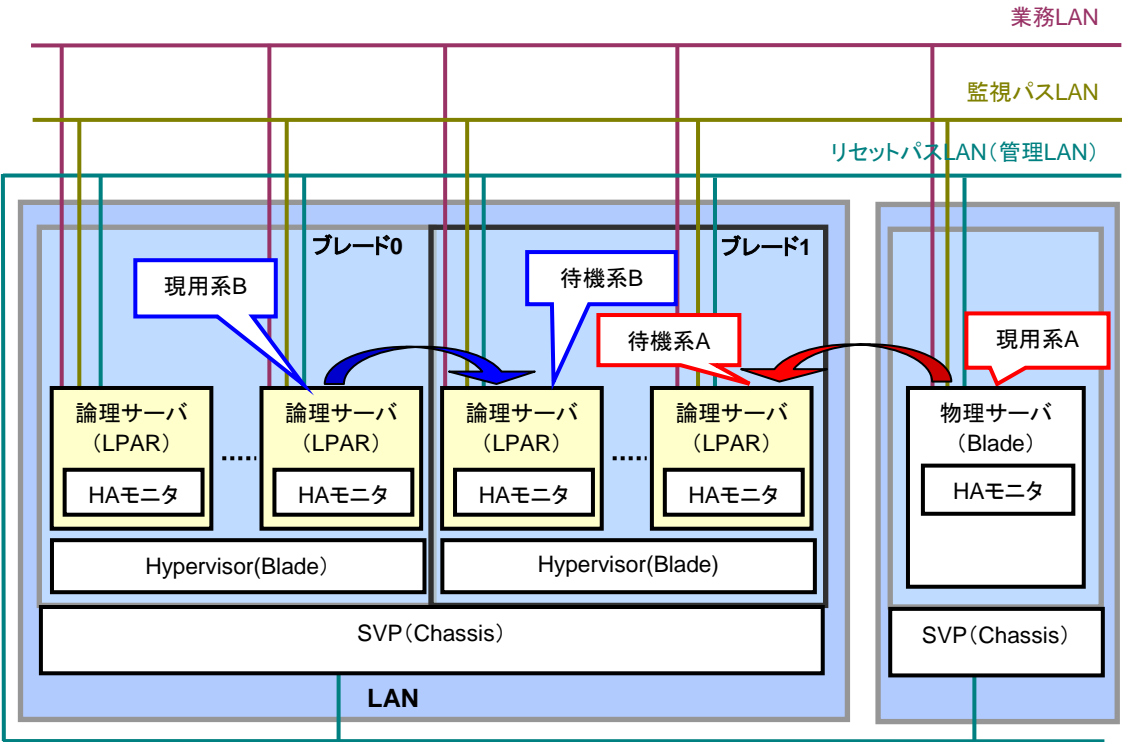 業務LAN
監視パスLAN
リセットパスLAN(管理LAN)
ブレード0
ブレード1
現用系B
待機系B
待機系A
現用系A
論理サーバ
(LPAR)
HAモニタ
......
論理サーバ
(LPAR)
HAモニタ
論理サーバ
(LPAR)
HAモニタ
......
論理サーバ
(LPAR)
HAモニタ
物理サーバ
(Blade)
HAモニタ
Hypervisor(Blade)
Hypervisor(Blade)
SVP(Chassis)
SVP(Chassis)
LAN